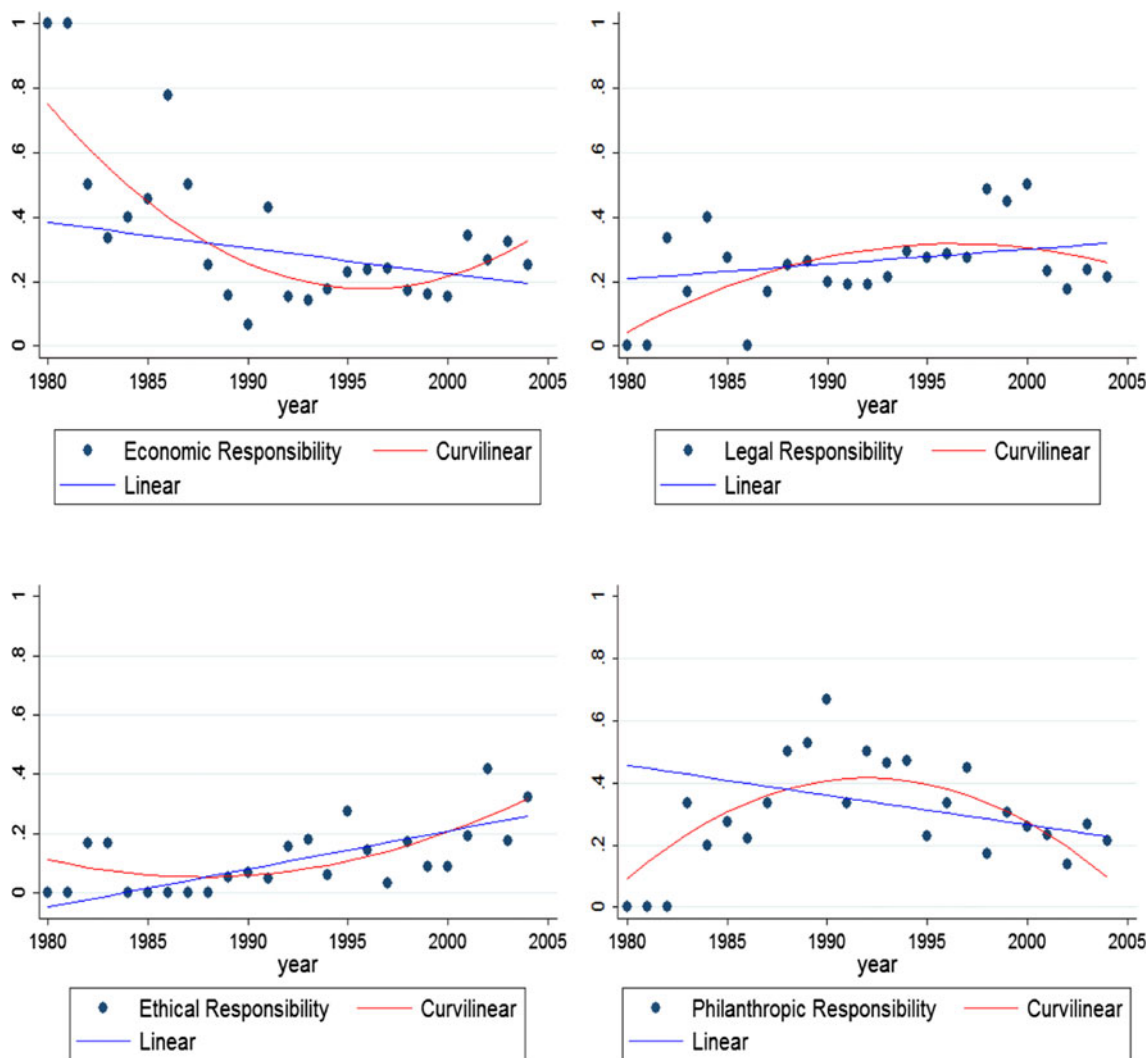 1
.8
.6
.4
.2
0
1980 1985 1990 1995 2000 2005
year
Economic Responsibility Curvilinear
Linear
1
.8
.6
.4
.2
0
1980 1985 1990 1995 2000 2005
year
Legal Responsibility Curvilinear
Linear
1
.8
.6
.4
.2
0
1980 1985 1990 1995 2000 2005
year
Ethical Responsibility Curvilinear
Linear
1
.8
.6
.4
.2
0
1980 1985 1990 1995 2000 2005
year
Philanthropic Responsibility Curvilinear
Linear